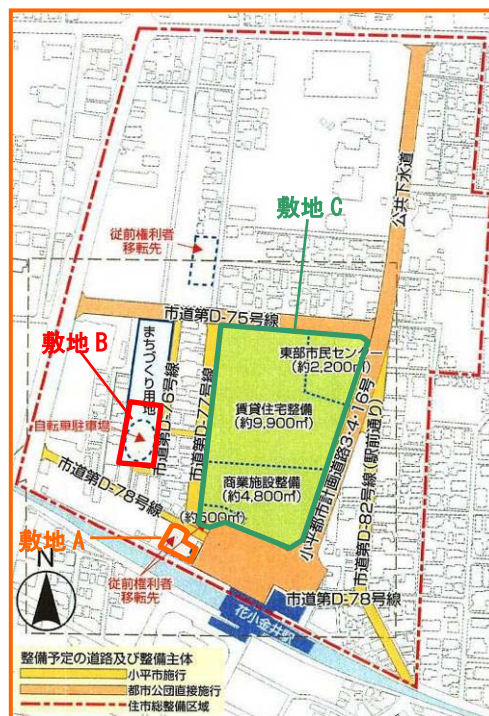 公共下水道
敷地 C
従前権利者
移転先
市道第D-75号線
東部市民センター
(約2,200㎡)
まちづくり用地
敷地 B
市道第D-76号線
市道第D-77号線
賃貸住宅整備
(約9,900㎡)
自転車駐車場
商業施設整備
(約4,800㎡)
小平都市計画道路3・4・16号
市道第D-82号線(駅前通り)
市道第D-78号線
(約500㎡)
敷地 A
従前権利者
移転先
N
市道第D-78号線
花小金井駅
整備予定の道路及び整備主体
小平市施行
都市公団直接施行
住市総整備区域